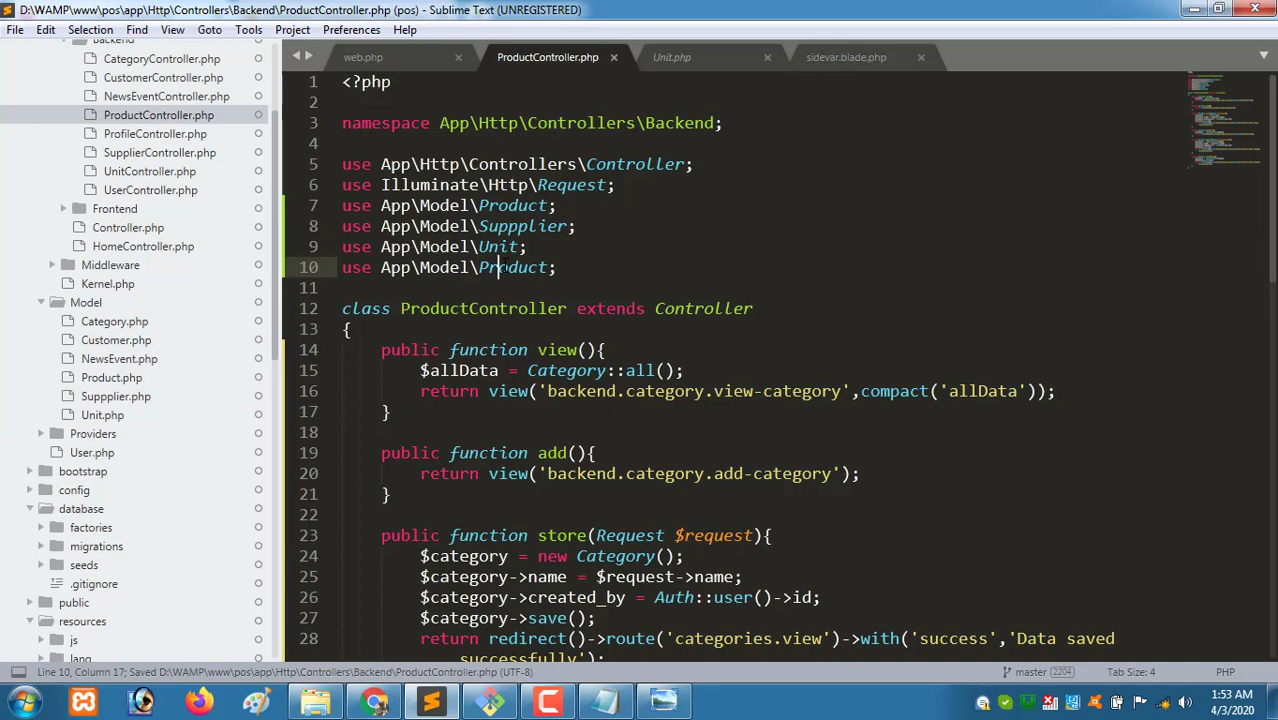 D:\WAMP\www\pos\app\Http\Controllers\Backend\ProductController.php (pos) - Sublime Text (UNREGISTERED)
File Edit Selection Find View Goto Tools Project Preferences Help
Backend
CategoryController.php
CustomerController.php
NewsEventController.php
ProductController.php
ProfileController.php
SupplierController.php
UnitController.php
UserController.php
Frontend
Controller.php
HomeController.php
Middleware
Kernel.php
Model
Category.php
Customer.php
NewsEvent.php
Product.php
Suppplier.php
Unit.php
Providers
User.php
bootstrap
config
database
factories
migrations
seeds
.gitignore
public
resources
js
lang
web.php ProductController.php Unit.php sidevar.blade.php
1 <?php
2
3 namespace App\Http\Controllers\Backend;
4
5 use App\Http\Controllers\Controller;
6 use Illuminate\Http\Request;
7 use App\Model\Product;
8 use App\Model\Suppplier;
9 use App\Model\Unit;
10 use App\Model\Product;
11
12 class ProductController extends Controller
13 {
14 public function view(){
15 $allData = Category::all();
16 return view('backend.category.view-category',compact('allData'));
17 }
18
19 public function add(){
20 return view('backend.category.add-category');
21 }
22
23 public function store(Request $request){
24 $category = new Category();
25 $category->name = $request->name;
26 $category->created_by = Auth::user()->id;
27 $category->save();
28 return redirect()->route('categories.view')->with('success','Data saved
successfully');
Line 10, Column 17; Saved D:\WAMP\www\pos\app\Http\Controllers\Backend\ProductController.php (UTF-8) master 2204 Tab Size: 4 PHP
1:53 AM
4/3/2020